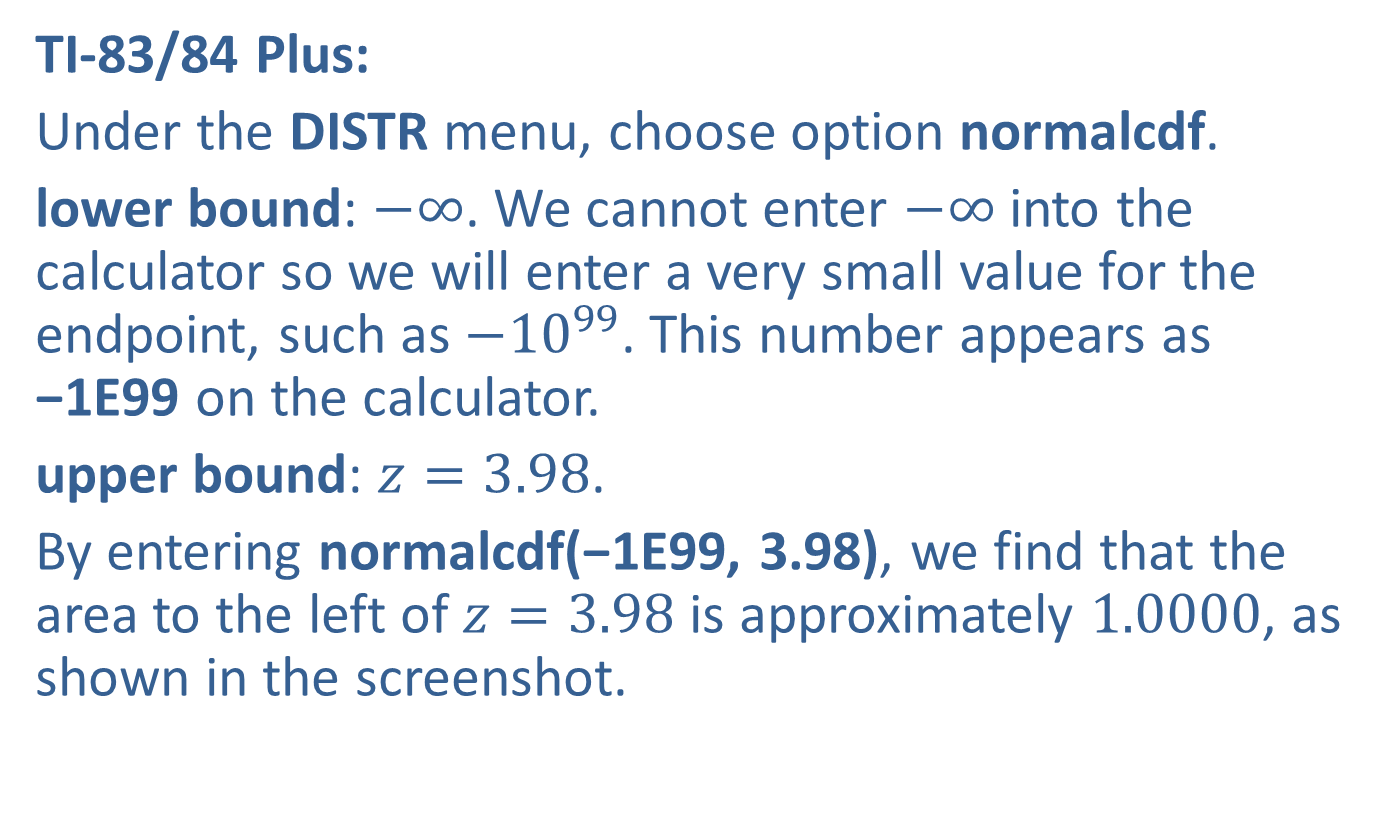 TI-83/84 Plus:
Under the DISTR menu, choose option normalcdf.
lower bound: −∞. We cannot enter −∞ into the
calculator so we will enter a very small value for the
endpoint, such as −10⁹⁹. This number appears as
−1E99 on the calculator.
upper bound: z = 3.98.
By entering normalcdf(−1E99, 3.98), we find that the
area to the left of z = 3.98 is approximately 1.0000, as
shown in the screenshot.